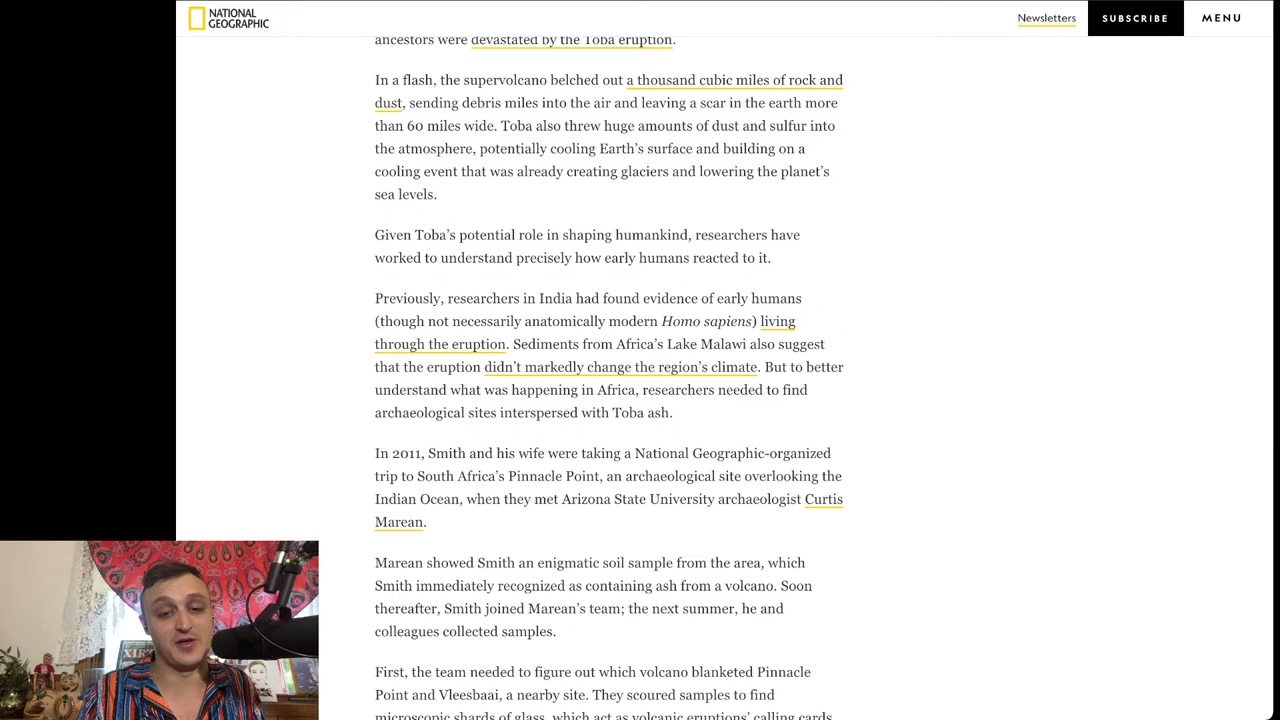 NATIONAL
GEOGRAPHIC
Newsletters
SUBSCRIBE
MENU
ancestors were devastated by the Toba eruption.
In a flash, the supervolcano belched out a thousand cubic miles of rock and
dust, sending debris miles into the air and leaving a scar in the earth more
than 60 miles wide. Toba also threw huge amounts of dust and sulfur into
the atmosphere, potentially cooling Earth’s surface and building on a
cooling event that was already creating glaciers and lowering the planet’s
sea levels.
Given Toba’s potential role in shaping humankind, researchers have
worked to understand precisely how early humans reacted to it.
Previously, researchers in India had found evidence of early humans
(though not necessarily anatomically modern Homo sapiens) living
through the eruption. Sediments from Africa’s Lake Malawi also suggest
that the eruption didn’t markedly change the region’s climate. But to better
understand what was happening in Africa, researchers needed to find
archaeological sites interspersed with Toba ash.
In 2011, Smith and his wife were taking a National Geographic-organized
trip to South Africa’s Pinnacle Point, an archaeological site overlooking the
Indian Ocean, when they met Arizona State University archaeologist Curtis
Marean.
Marean showed Smith an enigmatic soil sample from the area, which
Smith immediately recognized as containing ash from a volcano. Soon
thereafter, Smith joined Marean’s team; the next summer, he and
colleagues collected samples.
First, the team needed to figure out which volcano blanketed Pinnacle
Point and Vleesbaai, a nearby site. They scoured samples to find
microscopic shards of glass, which act as volcanic eruptions’ calling cards